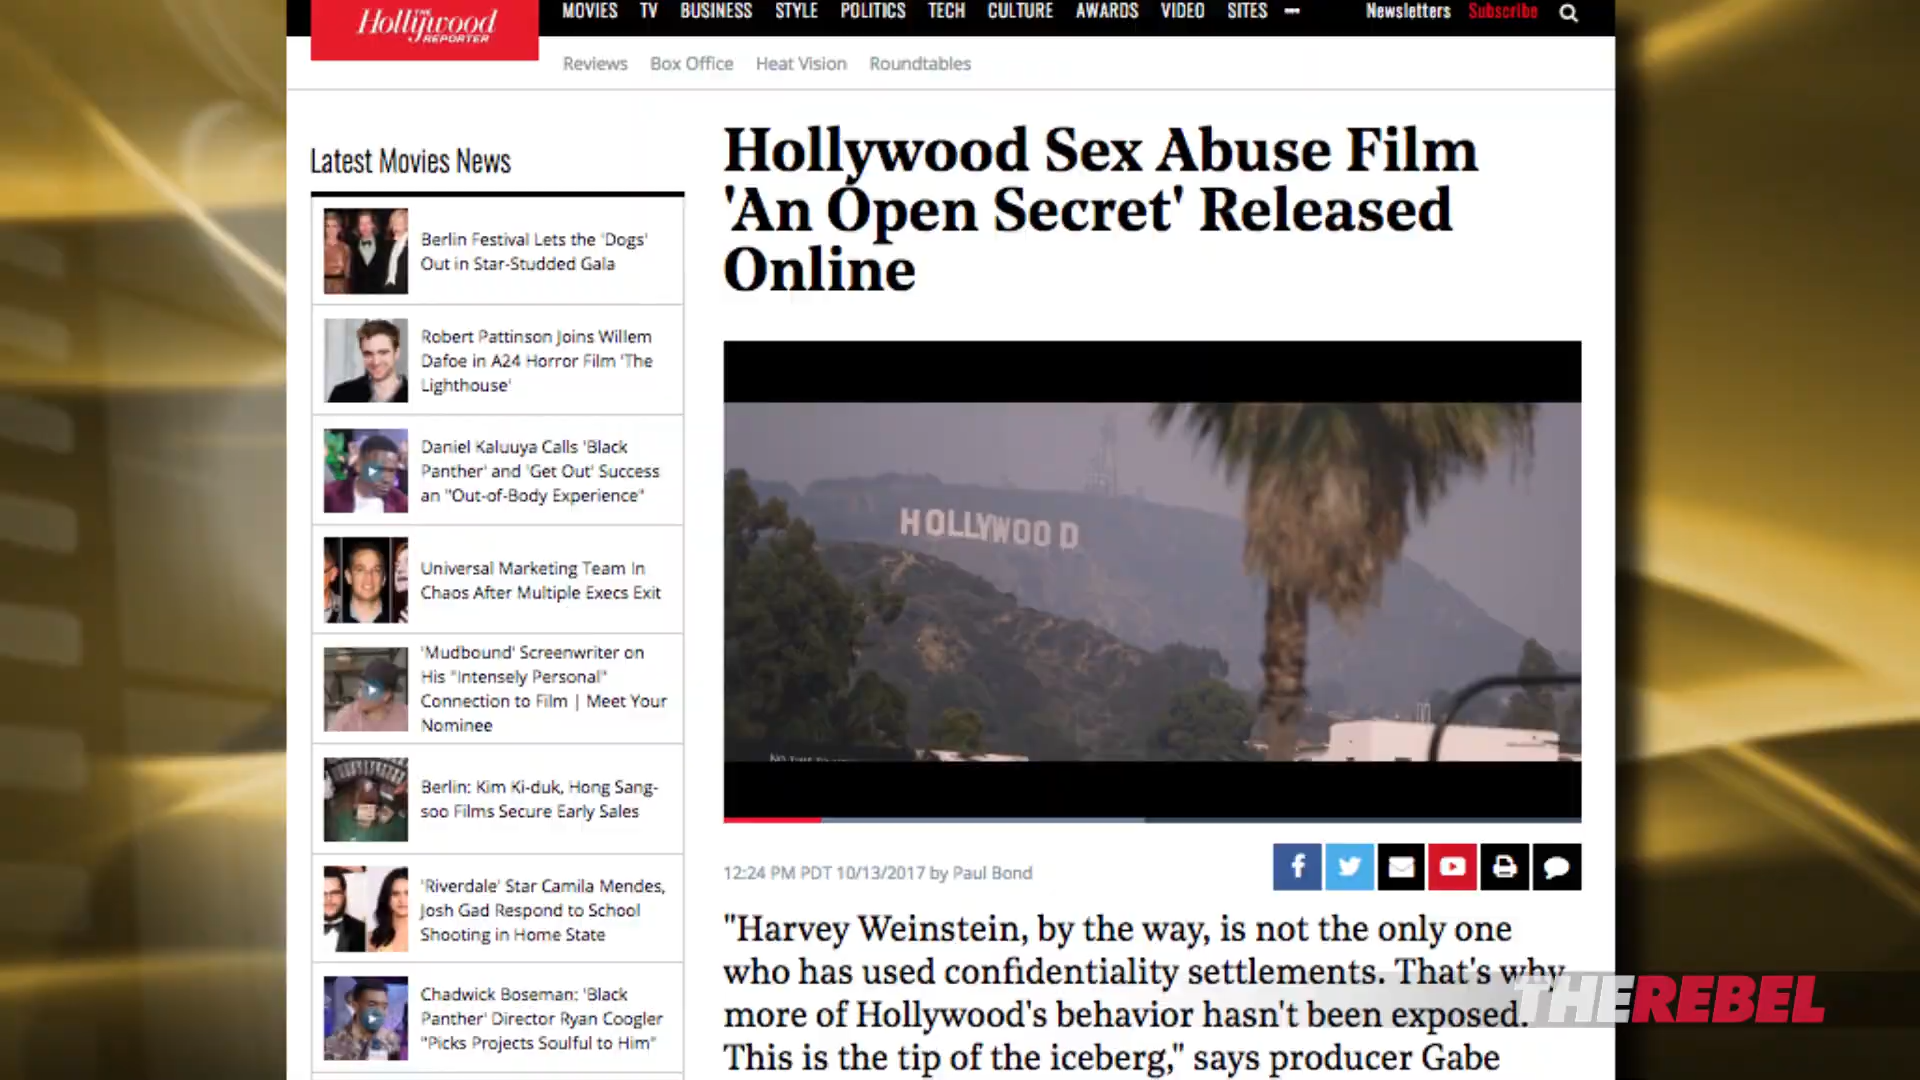 THE
Hollywood
REPORTER
MOVIES TV BUSINESS STYLE POLITICS TECH CULTURE AWARDS VIDEO SITES ••• Newsletters Subscribe
Reviews Box Office Heat Vision Roundtables
Latest Movies News
Berlin Festival Lets the 'Dogs'
Out in Star-Studded Gala
Robert Pattinson Joins Willem
Dafoe in A24 Horror Film 'The
Lighthouse'
Daniel Kaluuya Calls 'Black
Panther' and 'Get Out' Success
an "Out-of-Body Experience"
Universal Marketing Team In
Chaos After Multiple Execs Exit
'Mudbound' Screenwriter on
His "Intensely Personal"
Connection to Film | Meet Your
Nominee
Berlin: Kim Ki-duk, Hong Sang-
soo Films Secure Early Sales
'Riverdale' Star Camila Mendes,
Josh Gad Respond to School
Shooting in Home State
Chadwick Boseman: 'Black
Panther' Director Ryan Coogler
"Picks Projects Soulful to Him"
Hollywood Sex Abuse Film
'An Open Secret' Released
Online
HOLLYWOOD
12:24 PM PDT 10/13/2017 by Paul Bond
"Harvey Weinstein, by the way, is not the only one
who has used confidentiality settlements. That's why
more of Hollywood's behavior hasn't been exposed.
This is the tip of the iceberg," says producer Gabe
THEREBEL